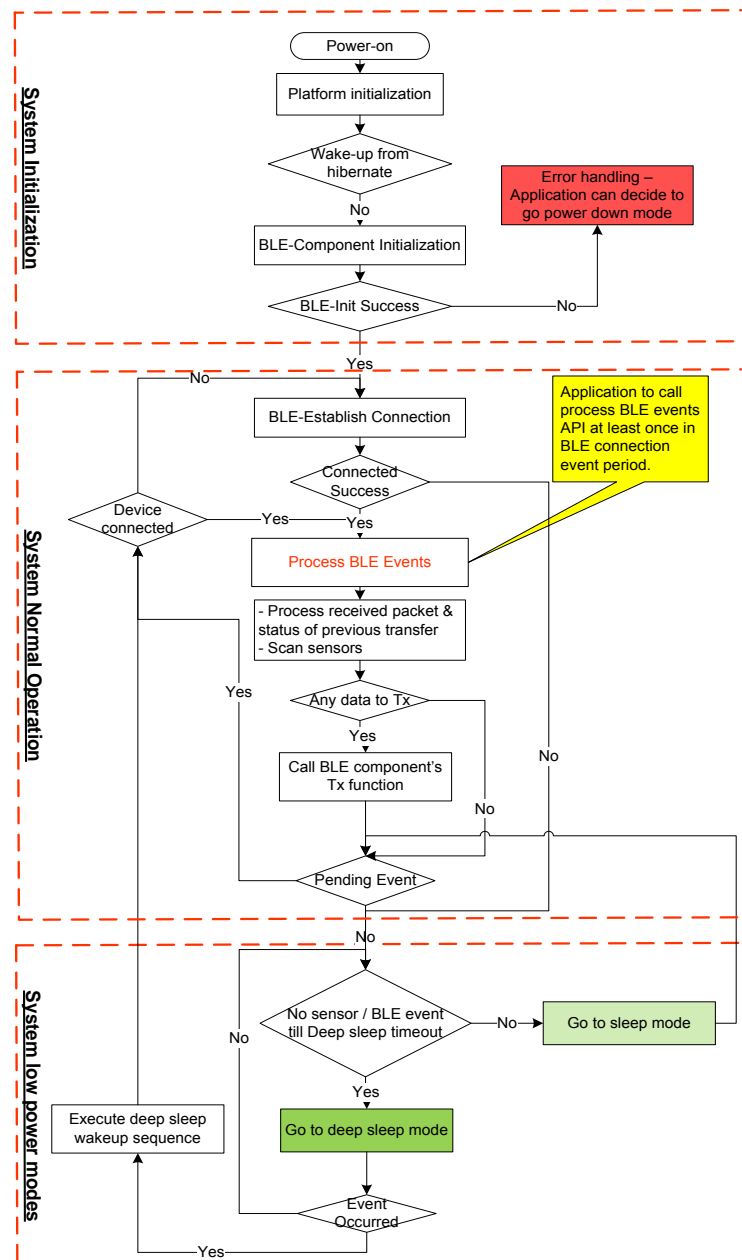 System Initialization
Power-on
Platform initialization
Wake-up from
hibernate
No
BLE-Component Initialization
Error handling –
Application can decide to
go power down mode
BLE-Init Success
No
Yes
System Normal Operation
No
BLE-Establish Connection
Application to call
process BLE events
API at least once in
BLE connection
event period.
Connected
Success
Device
connected
Yes
Yes
Process BLE Events
- Process received packet &
status of previous transfer
- Scan sensors
Yes
Any data to Tx
Yes
No
Call BLE component's
Tx function
No
Pending Event
No
System low power modes
No sensor / BLE event
till Deep sleep timeout
No
Go to sleep mode
No
Yes
Go to deep sleep mode
Execute deep sleep
wakeup sequence
Event
Occurred
Yes